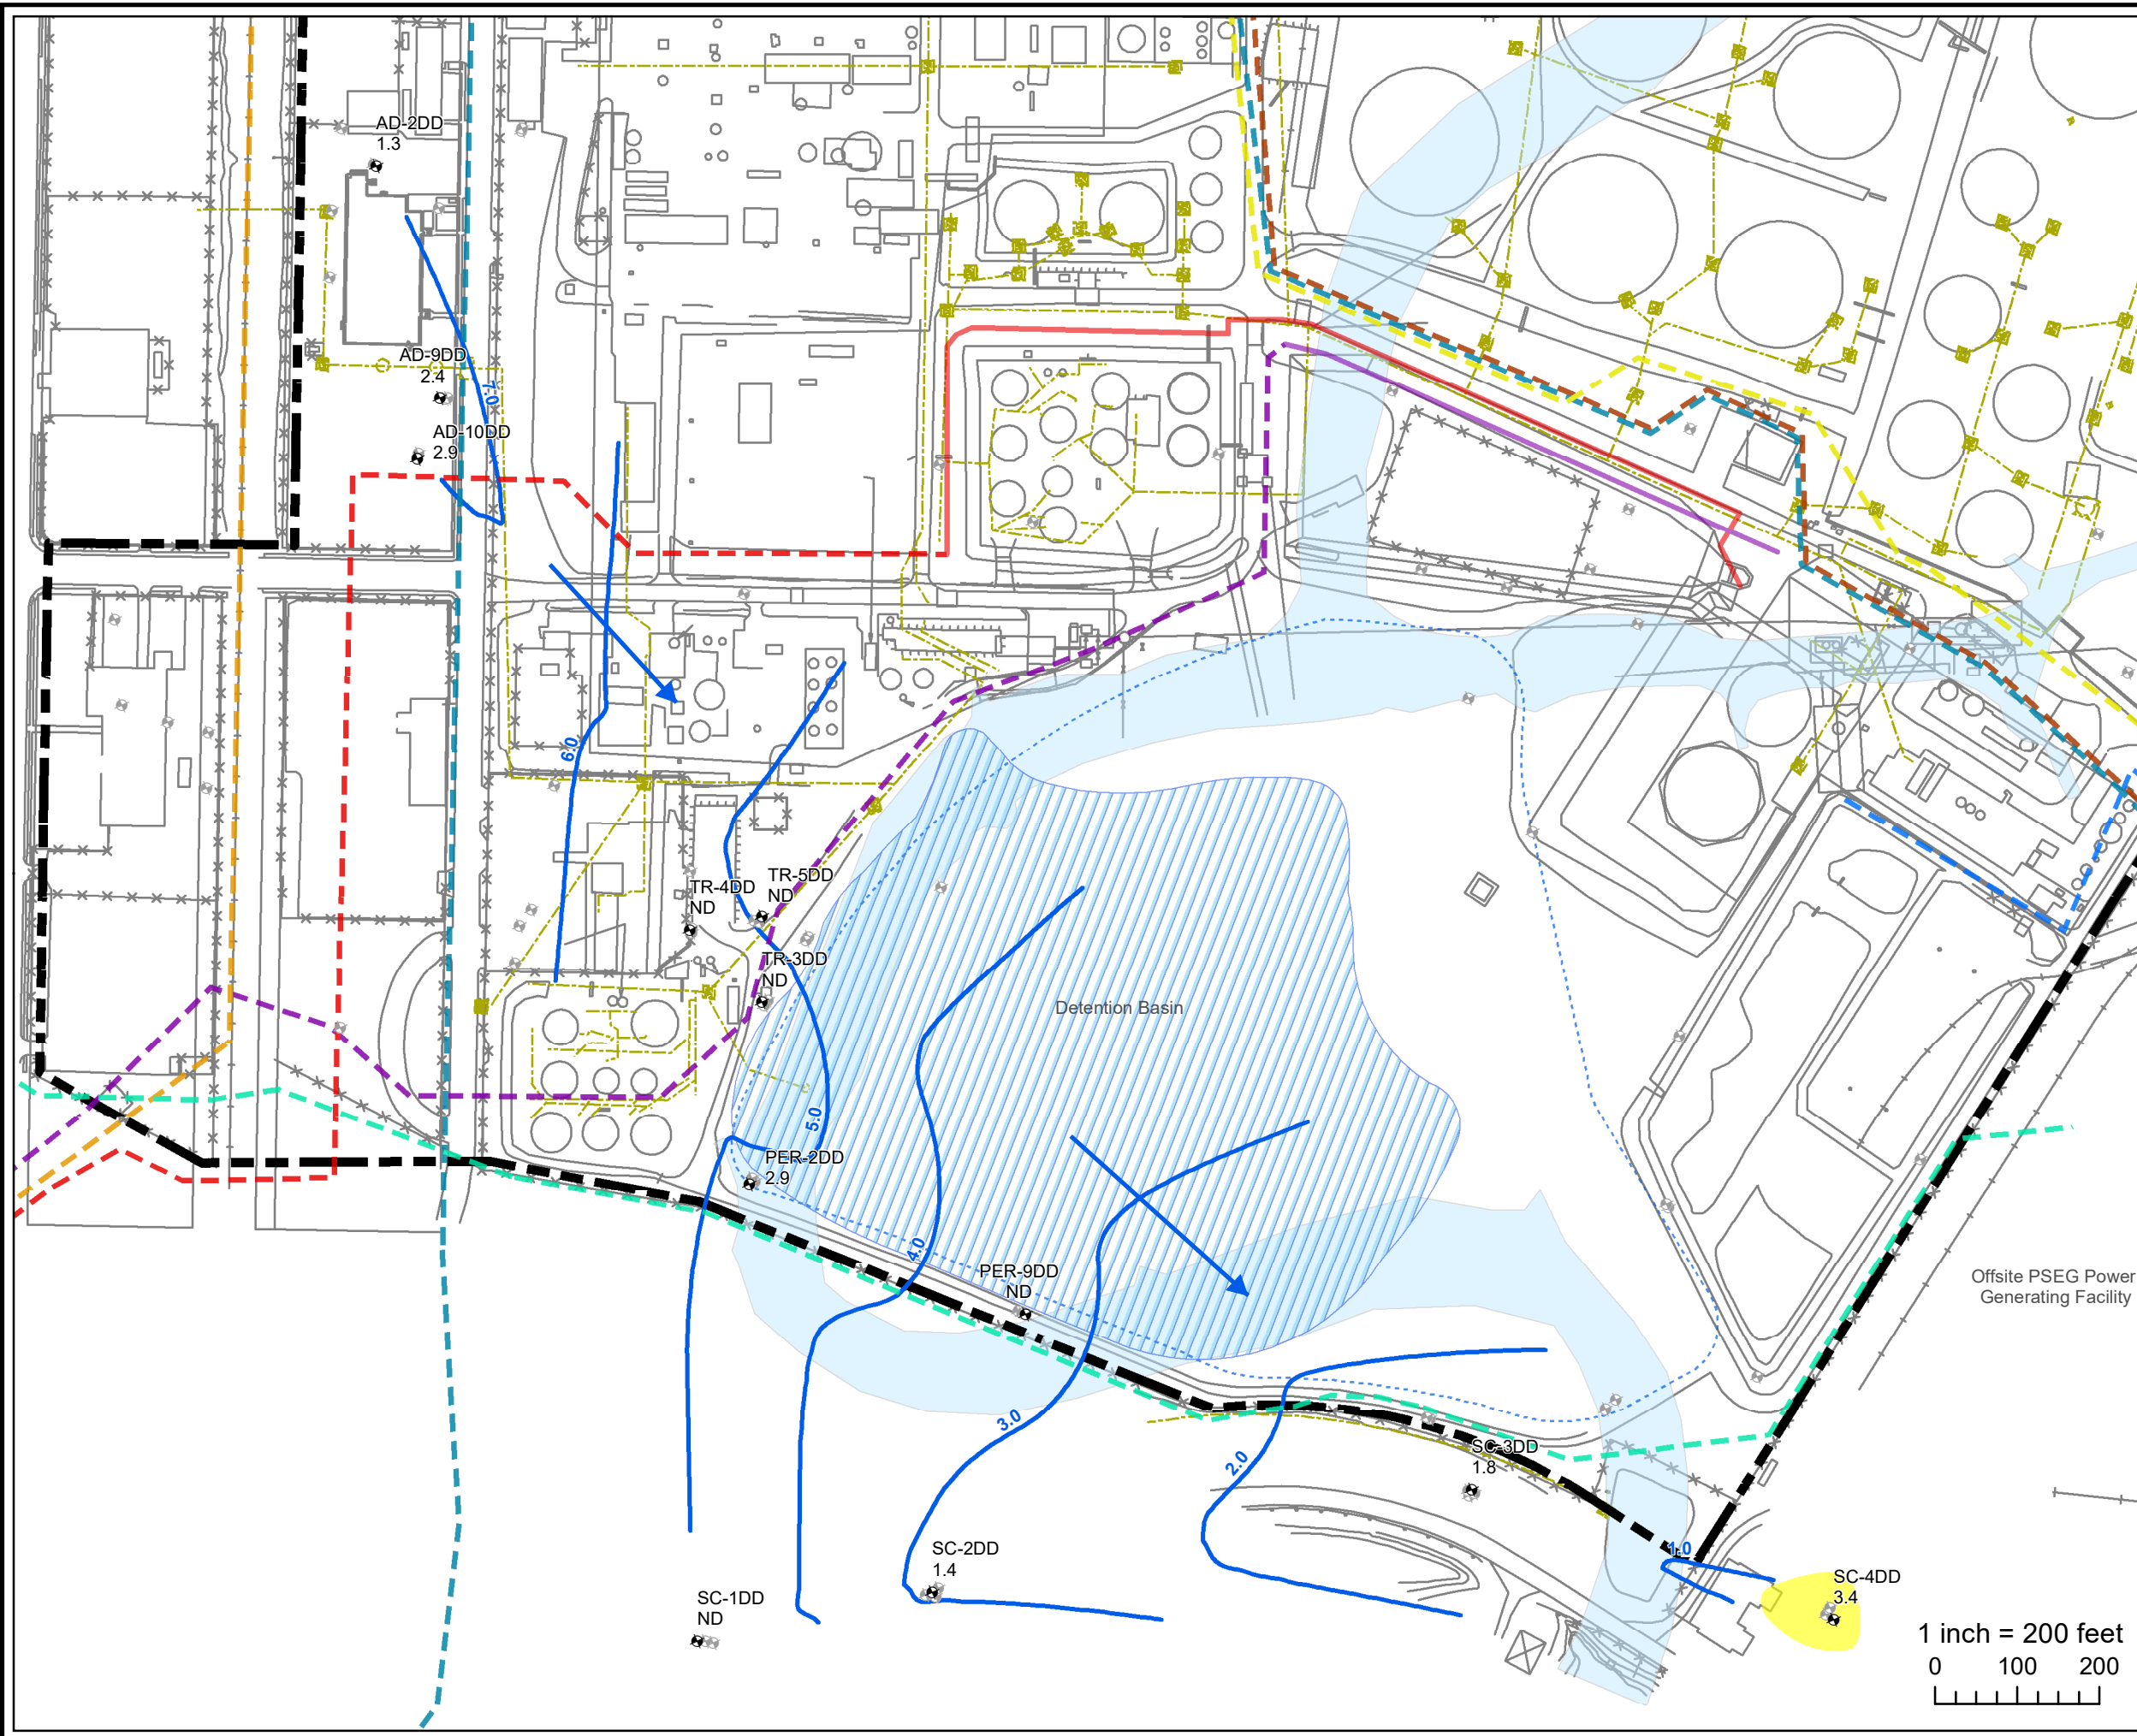 AD-2DD
1.3
AD-9DD
2.4
7.0
AD-10DD
2.9
6.0
TR-5DD
ND
TR-4DD
ND
TR-3DD
ND
Detention Basin
5.0
PER-2DD
2.9
4.0
PER-9DD
ND
Offsite PSEG Power
Generating Facility
3.0
2.0
SC-3DD
1.8
SC-2DD
1.4
1.0
SC-1DD
ND
SC-4DD
3.4
1 inch = 200 feet
0 100 200